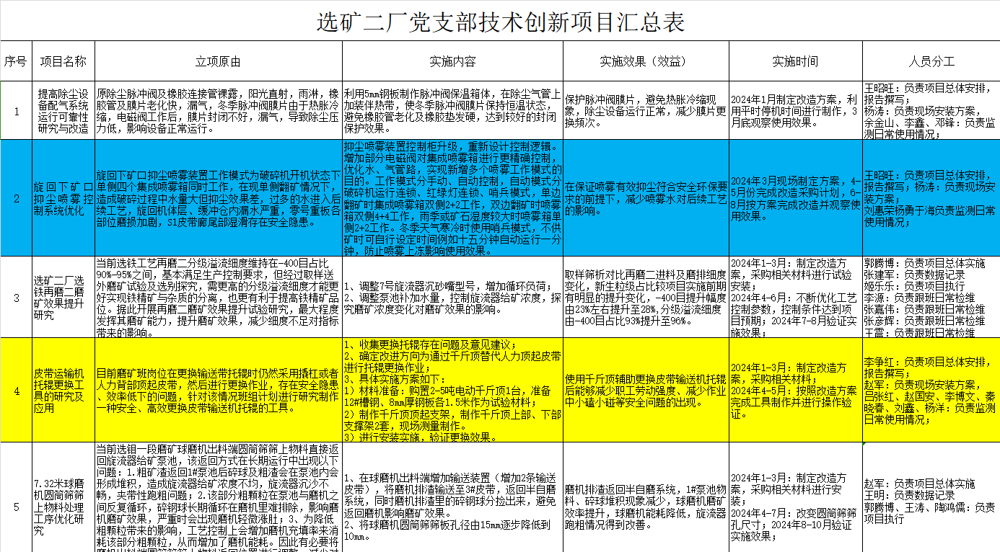 选矿二厂党支部技术创新项目汇总表
序号
项目名称
立项原由
实施内容
实施效果（效益）
实施时间
人员分工
1
提高除尘设
备配气系统
运行可靠性
研究与改造
原除尘脉冲阀及橡胶连接管裸露，阳光直射，雨淋，橡
胶管及膜片老化快，漏气，冬季脉冲阀膜片由于热胀冷
缩，电磁阀工作后，膜片封闭不好，漏气，导致除尘压
力低，影响设备正常运行。
利用5mm钢板制作脉冲阀保温箱体，在除尘气管上
加装伴热带，使冬季脉冲阀膜片保持恒温状态，
避免橡胶管老化及橡胶垫发硬，达到较好的封闭
保护效果。
保护脉冲阀膜片，避免热胀冷缩现
象，除尘设备运行正常，减少膜片更
换频次。
2024年1月制定改造方案，利
用平时停机时间进行制作，3
月底观察使用效果。
王昭旺：负责项目总体安排，
报告撰写；
杨涛：负责现场安装方案，
余金山、李鑫、邓锋：负责监
测日常使用情况；
2
旋回下矿口
抑尘喷雾控
制系统优化
旋回下矿口抑尘喷雾装置工作模式为破碎机开机状态下
单侧四个集成喷雾箱同时工作，在现单侧翻矿情况下，
造成破碎过程中水量大但抑尘效果差，过多的水进入后
续工艺，旋回机体层、缓冲仓内漏水严重，零号重板各
部位磨损加剧，S1皮带廊尾部湿滑存在安全隐患。
抑尘喷雾装置控制柜升级，重新设计控制逻辑。
增加部分电磁阀对集成喷雾箱进行更精确控制，
优化水、气管路，实现新增多个喷雾工作模式的
目的。工作模式分手动、自动控制，自动模式分
破碎机运行连锁、红绿灯连锁、哨兵模式，单边
翻矿时集成喷雾箱双侧2+2工作，双边翻矿时喷雾
箱双侧4+4工作，雨季或矿石湿度较大时喷雾箱单
侧2+2工作。冬季天气寒冷时使用哨兵模式，不供
矿时可自行设定时间例如十五分钟自动运行一分
钟，防止喷雾上冻影响使用效果。
在保证喷雾有效抑尘符合安全环保要
求的前提下，减少喷雾水对后续工艺
的影响。
2024年3月现场制定方案，4-
5月份完成改造采购计划，6-
8月按方案完成改造并观察使
用效果。
王昭旺：负责项目总体安排，
报告撰写；杨涛：负责现场安
装方案；
刘惠荣杨勇于海负责监测日常
使用情况；
3
选矿二厂选
铁再磨二磨
矿效果提升
研究
当前选铁工艺再磨二分级溢流细度维持在-400目占比
90%-95%之间，基本满足生产控制要求，但经过取样送
外磨矿试验及选别探究，需更高的分级溢流细度才能更
好实现铁精矿与杂质的分离，也更有利于提高铁精矿品
位。据此开展再磨二磨矿效果提升试验研究，最大程度
发挥其磨矿能力，提升磨矿效果，减少细度不足对指标
带来的影响。
1、调整7号旋流器沉砂嘴型号，增加循环负荷；
2、调整泵池补加水量，控制旋流器给矿浓度，探
究磨矿浓度变化对磨矿效果的影响。
取样筛析对比再磨二进料及磨排细度
变化，新生粒级占比较项目实施前期
有明显的提升变化，-400目提升幅度
由23%左右提升至28%,分级溢流细度
由-400目占比93%提升至96%。
2024年1-3月：制定改造方
案，采购相关材料进行试验
安装；
2024年4-6月：不断优化工艺
控制参数，控制条件达到项
目预期；2024年7-8月验证实
施效果；
郭腾博：负责项目总体实施
张建军：负责数据记录
姬乐乐：负责项目执行
李源：负责跟班日常检维
张嘉伟：负责跟班日常检维
张彦辉：负责跟班日常检维
王震：负责跟班日常检维
4
皮带运输机
托辊更换工
具的研究及
应用
目前磨矿班岗位在更换输送带托辊时仍然采用撬杠或者
人力背部顶起皮带，然后进行更换作业，存在安全隐患
、效率低下的问题，针对该情况班组计划进行研究制作
一种安全、高效更换皮带输送机托辊的工具。
1、收集更换托辊存在问题及意见建议；
2、确定改进方向为通过千斤顶替代人力顶起皮带
进行托辊更换作业；
3、具体实施方案如下：
1）材料准备：购置2-5吨电动千斤顶1台，准备
12#槽钢、8mm厚钢板各1.5米作为试验材料；
2）制作千斤顶顶起支架，制作千斤顶上部、下部
支撑架2套，现场测量制作。
3）进行安装实施，验证更换效果。
使用千斤顶辅助更换皮带输送机托辊
后能够减少职工劳动强度、减少作业
中小磕小碰等安全问题的出现。
2024年1-3月：制定改造方
案，采购相关材料；
2024年4-5月：按照改造方案
完成工具制作并进行操作验
证。
李争红：负责项目总体安排，
报告撰写；
赵军：负责现场安装方案，
吕张红、赵国安、李博文、秦
晓春、刘鑫、杨洋：负责监测
日常使用情况；
5
7.32米球磨
机圆筒筛筛
上物料处理
工序优化研
究
当前选钼一段磨矿球磨机出料端圆筒筛筛上物料直接返
回旋流器给矿泵池，该返回方式在长期运行中出现以下
问题：1.粗矿渣返回1#泵池后碎球及粗渣会在泵池内会
形成堆积，造成旋流器给矿浓度不均，旋流器沉沙不
畅，夹带性跑粗问题；2.该部分粗颗粒在泵池与磨机之
间反复循环，碎钢球长期循环在磨机里难排除，影响磨
机磨矿效果，严重时会出现磨机轻微涨肚；3、为降低
粗颗粒带来的影响，工艺控制上会增加磨机充填率来消
耗该部分粗颗粒，从而增加了磨机能耗。因此有必要将
1、在球磨机出料端增加输送装置（增加2条输送
皮带），将磨机排渣输送至3#皮带，返回半自磨
系统，同时磨机排渣里的碎钢球分捡出来，避免
返回磨机影响磨矿效果。
2、将球磨机圆筒筛筛板孔径由15mm逐步降低到
10mm。
磨机排渣返回半自磨系统，1#泵池物
料、碎球堆积现象减少，球磨机磨矿
效率提升，球磨机能耗降低，旋流器
跑粗情况得到改善。
2024年1-3月：制定改造方
案，采购相关材料进行安
装；
2024年4-7月：改变圆筒筛筛
孔尺寸；2024年8-10月验证
实施效果；
赵军：负责项目总体实施
王明：负责数据记录
郭腾博、王涛、陶鸿儒：负责
项目执行